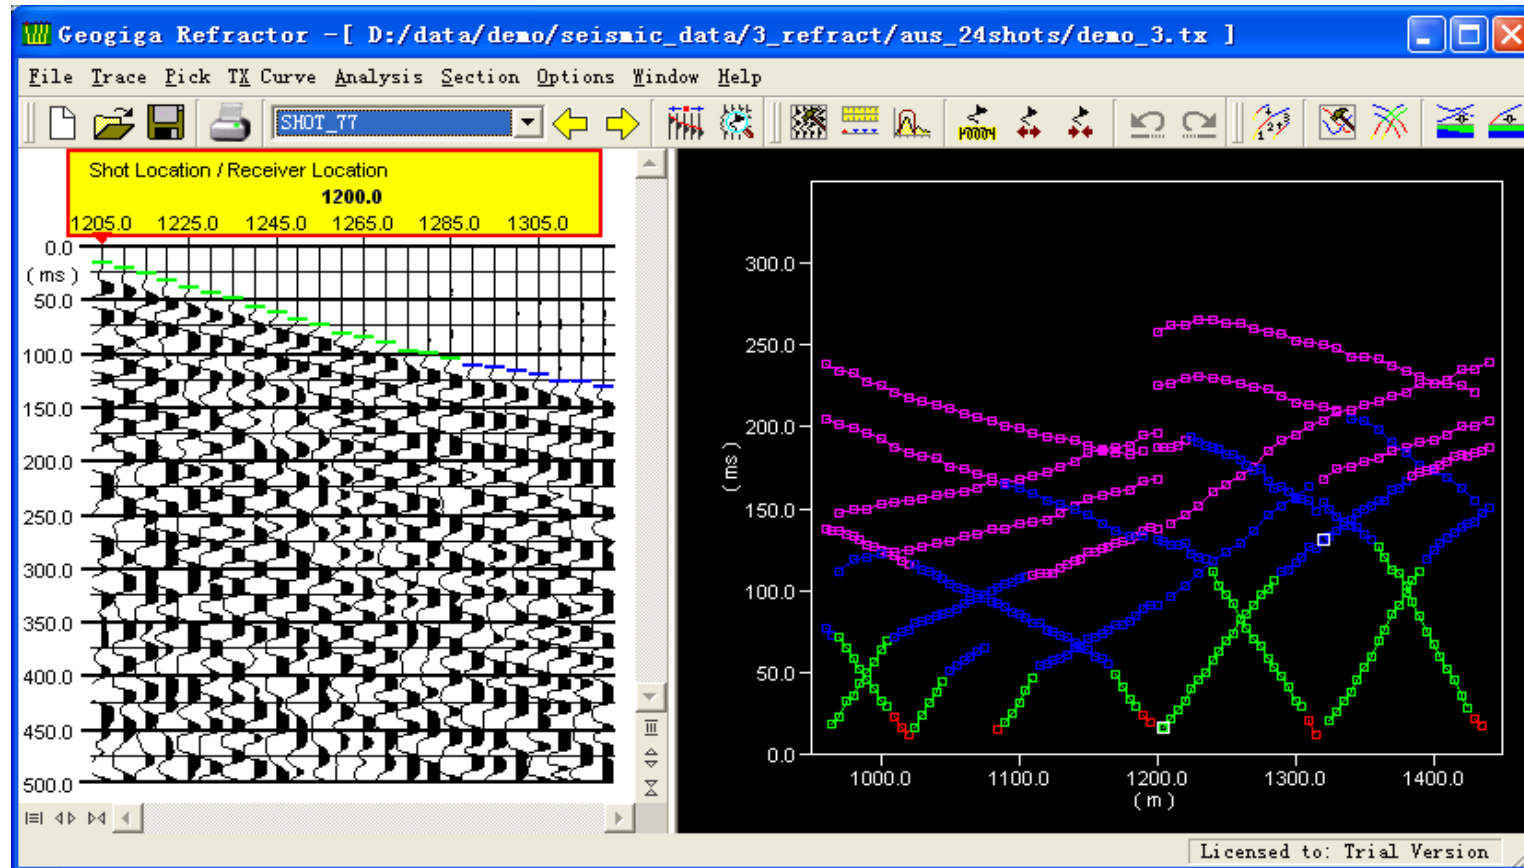 Geogiga Refractor -[ D:/data/demo/seismic_data/3_refract/aus_24shots/demo_3.tx ]
File Trace Pick TX Curve Analysis Section Options Window Help
SHOT_77
Shot Location / Receiver Location
1200.0
1205.0 1225.0 1245.0 1265.0 1285.0 1305.0
0.0
( ms )
50.0
100.0
150.0
200.0
250.0
300.0
350.0
400.0
450.0
500.0
300.0
250.0
200.0
( ms )
150.0
100.0
50.0
0.0
1000.0 1100.0 1200.0 1300.0 1400.0
( m )
Licensed to: Trial Version